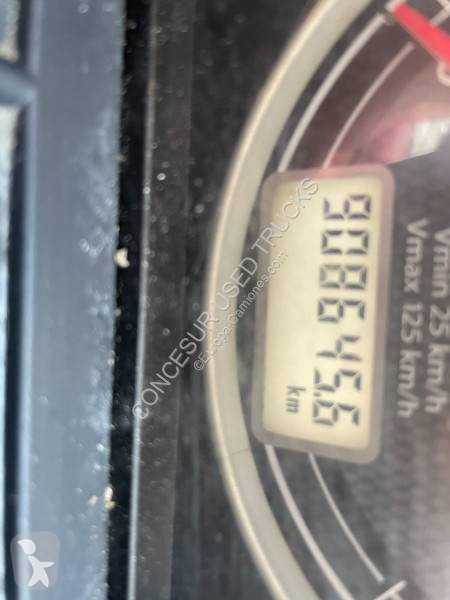 908645.6
km
Vmin 25 km/h
Vmax 125 km/h
CONCESUR USED TRUCKS
©Europa-camiones.com